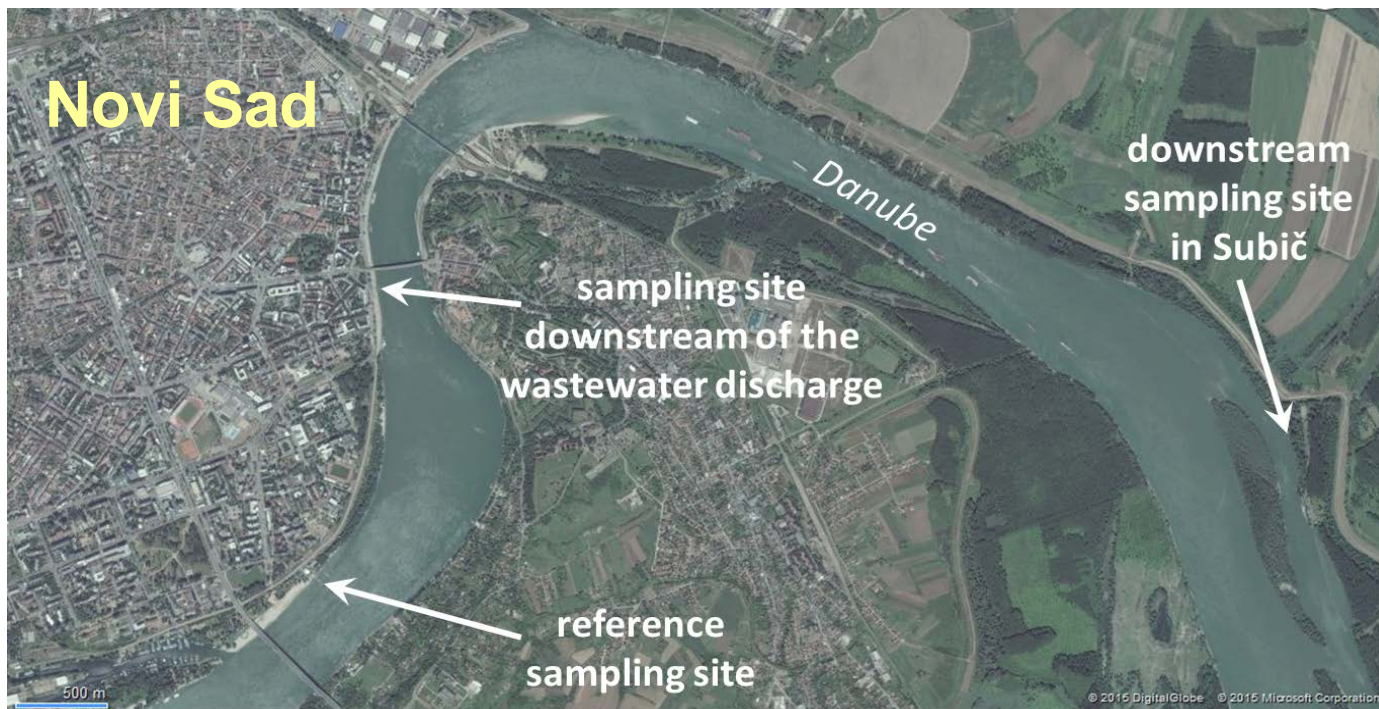 Novi Sad
Danube
downstream
sampling site
in Subič
sampling site
downstream of the
wastewater discharge
reference
sampling site
500 m
© 2015 DigitalGlobe © 2015 Microsoft Corporation